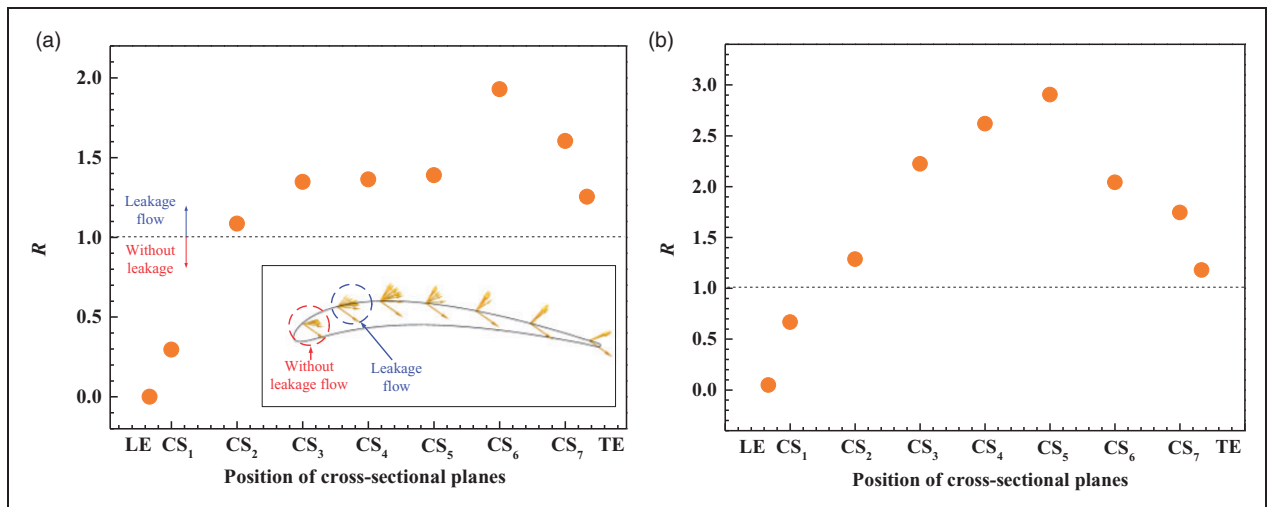 (a)
2.0
1.5
1.0
0.5
0.0
R
Leakage
flow
Without
leakage
Without
leakage flow
Leakage
flow
LE CS₁ CS₂ CS₃ CS₄ CS₅ CS₆ CS₇ TE
Position of cross-sectional planes
(b)
3.0
2.5
2.0
1.5
1.0
0.5
0.0
R
LE CS₁ CS₂ CS₃ CS₄ CS₅ CS₆ CS₇ TE
Position of cross-sectional planes